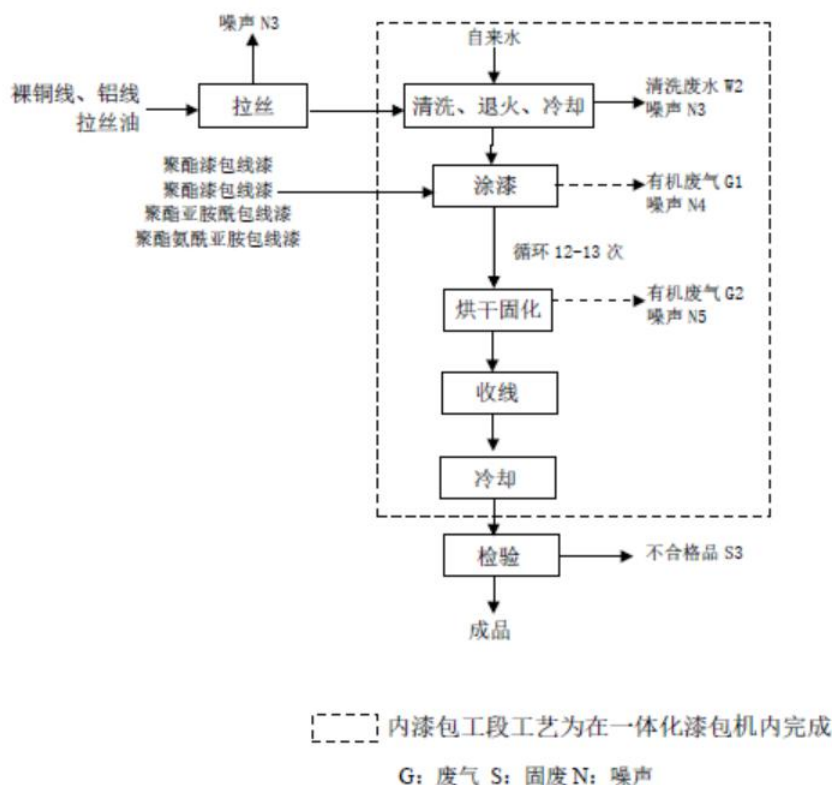 噪声 N3
自来水
裸铜线、铝线
拉丝油
拉丝
清洗、退火、冷却
清洗废水 W2
噪声 N3
聚酯漆包线漆
聚酯漆包线漆
聚酯亚胺酰包线漆
聚酯氨酰亚胺包线漆
涂漆
有机废气 G1
噪声 N4
循环 12-13 次
烘干固化
有机废气 G2
噪声 N5
收线
冷却
检验
不合格品 S3
成品
内漆包工段工艺为在一体化漆包机内完成
G：废气 S：固废 N：噪声